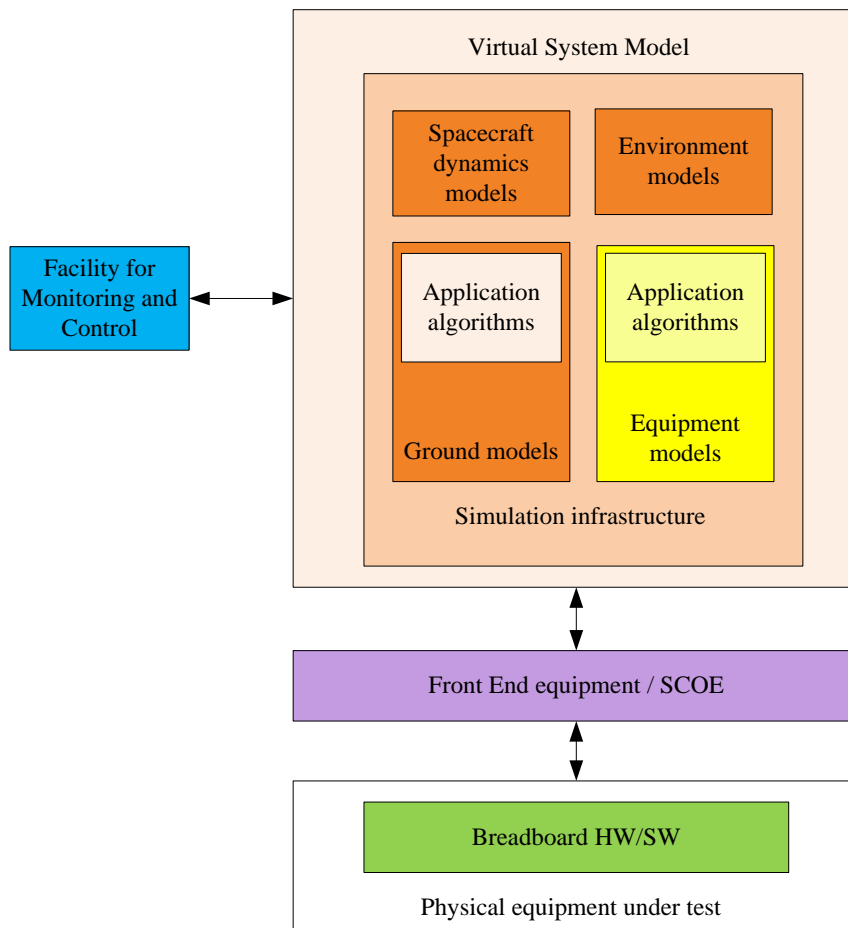 Virtual System Model
Spacecraft
dynamics
models
Environment
models
Facility for
Monitoring and
Control
Application
algorithms
Application
algorithms
Ground models
Equipment
models
Simulation infrastructure
Front End equipment / SCOE
Breadboard HW/SW
Physical equipment under test